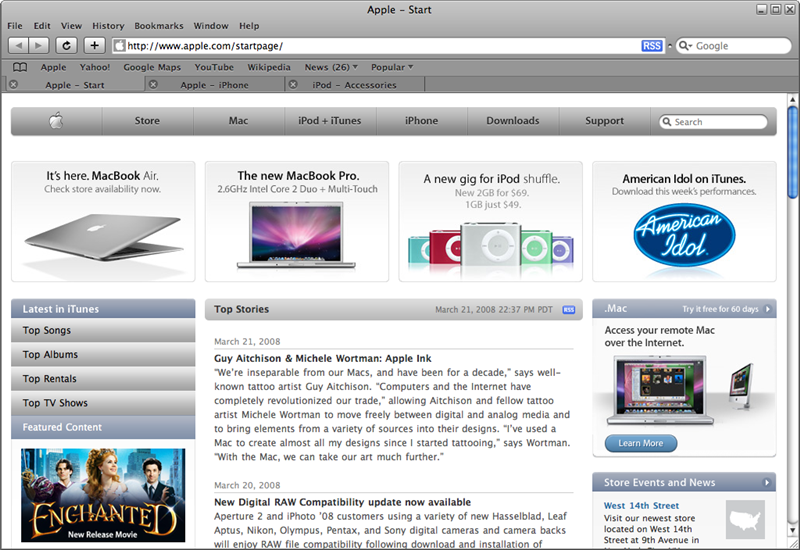 Apple - Start
File Edit View History Bookmarks Window Help
http://www.apple.com/startpage/ RSS Google
Apple Yahoo! Google Maps YouTube Wikipedia News (26) Popular
Apple - Start Apple - iPhone iPod - Accessories
Store Mac iPod + iTunes iPhone Downloads Support Search
It's here. MacBook Air.
Check store availability now.
The new MacBook Pro.
2.6GHz Intel Core 2 Duo + Multi-Touch
A new gig for iPod shuffle.
New 2GB for $69.
1GB just $49.
American Idol on iTunes.
Download this week's performances.
American
Idol
Latest in iTunes
Top Songs
Top Albums
Top Rentals
Top TV Shows
Featured Content
ENCHANTED
New Release Movie
Top Stories March 21, 2008 22:37 PM PDT RSS
March 21, 2008
Guy Aitchison & Michele Wortman: Apple Ink
"We're inseparable from our Macs, and have been for a decade," says well-
known tattoo artist Guy Aitchison. "Computers and the Internet have
completely revolutionized our trade," allowing Aitchison and fellow tattoo
artist Michele Wortman to move freely between digital and analog media and
to bring elements from a variety of sources into their designs. "I've used a
Mac to create almost all my designs since I started tattooing," says Wortman.
"With the Mac, we can take our art much further."
March 20, 2008
New Digital RAW Compatibility update now available
Aperture 2 and iPhoto '08 customers using a variety of new Hasselblad, Leaf
Aptus, Nikon, Olympus, Pentax, and Sony digital cameras and camera backs
will enjoy RAW file compatibility following download and installation of
.Mac Try it free for 60 days
Access your remote Mac
over the Internet.
Learn More
Store Events and News
West 14th Street
Visit our newest store
located on West 14th
Street at 9th Avenue in